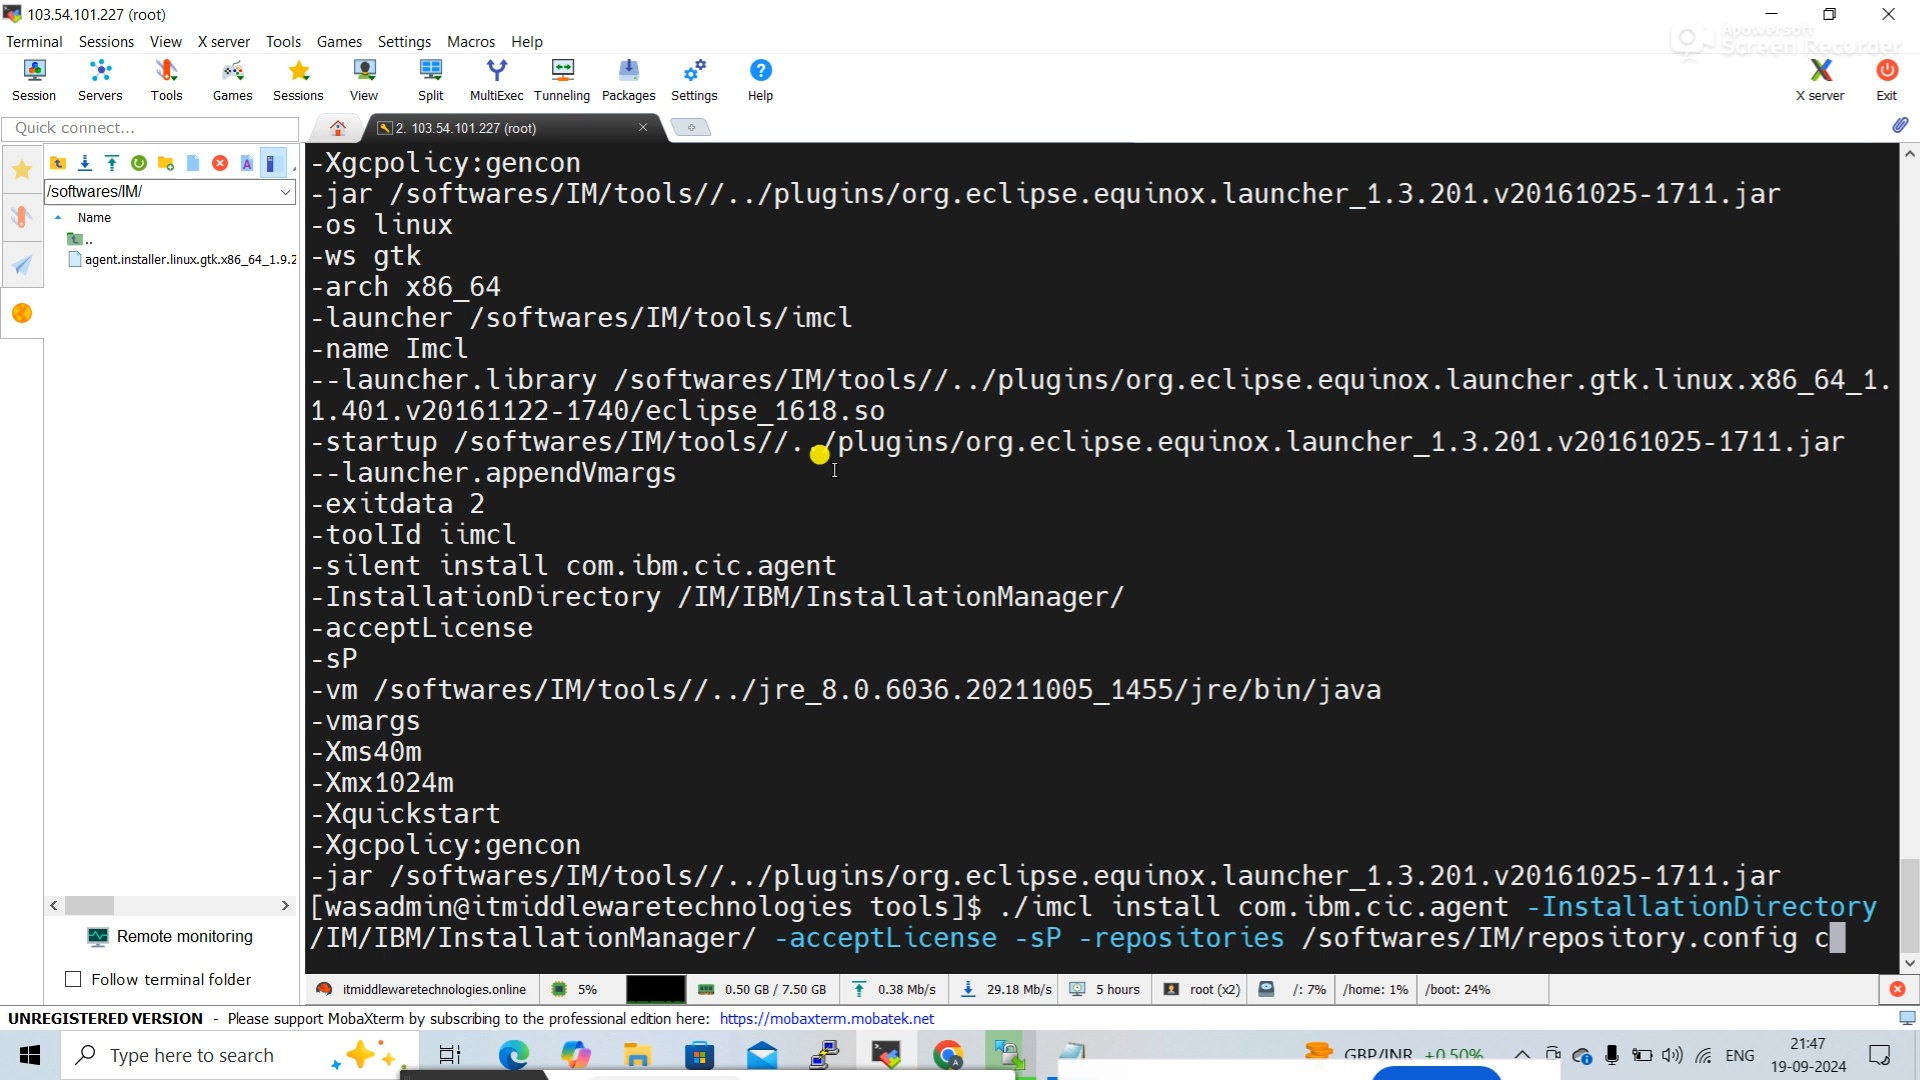 103.54.101.227 (root)
Apowersoft
Screen Recorder
Terminal Sessions View X server Tools Games Settings Macros Help
Session Servers Tools Games Sessions View Split MultiExec Tunneling Packages Settings Help X server Exit
Quick connect...
2. 103.54.101.227 (root)
/softwares/IM/
Name
..
agent.installer.linux.gtk.x86_64_1.9.2
-Xgcpolicy:gencon
-jar /softwares/IM/tools//../plugins/org.eclipse.equinox.launcher_1.3.201.v20161025-1711.jar
-os linux
-ws gtk
-arch x86_64
-launcher /softwares/IM/tools/imcl
-name Imcl
--launcher.library /softwares/IM/tools//../plugins/org.eclipse.equinox.launcher.gtk.linux.x86_64_1.
1.401.v20161122-1740/eclipse_1618.so
-startup /softwares/IM/tools//../plugins/org.eclipse.equinox.launcher_1.3.201.v20161025-1711.jar
--launcher.appendVmargs
-exitdata 2
-toolId iimcl
-silent install com.ibm.cic.agent
-InstallationDirectory /IM/IBM/InstallationManager/
-acceptLicense
-sP
-vm /softwares/IM/tools//../jre_8.0.6036.20211005_1455/jre/bin/java
-vmargs
-Xms40m
-Xmx1024m
-Xquickstart
-Xgcpolicy:gencon
-jar /softwares/IM/tools//../plugins/org.eclipse.equinox.launcher_1.3.201.v20161025-1711.jar
[wasadmin@itmiddlewaretechnologies tools]$ ./imcl install com.ibm.cic.agent -InstallationDirectory
/IM/IBM/InstallationManager/ -acceptLicense -sP -repositories /softwares/IM/repository.config c
Remote monitoring
Follow terminal folder
itmiddlewaretechnologies.online 5% 0.50 GB / 7.50 GB 0.38 Mb/s 29.18 Mb/s 5 hours root (x2) /: 7% /home: 1% /boot: 24%
UNREGISTERED VERSION - Please support MobaXterm by subscribing to the professional edition here: https://mobaxterm.mobatek.net
Type here to search
GBP/INR +0.50%
ENG
21:47
19-09-2024